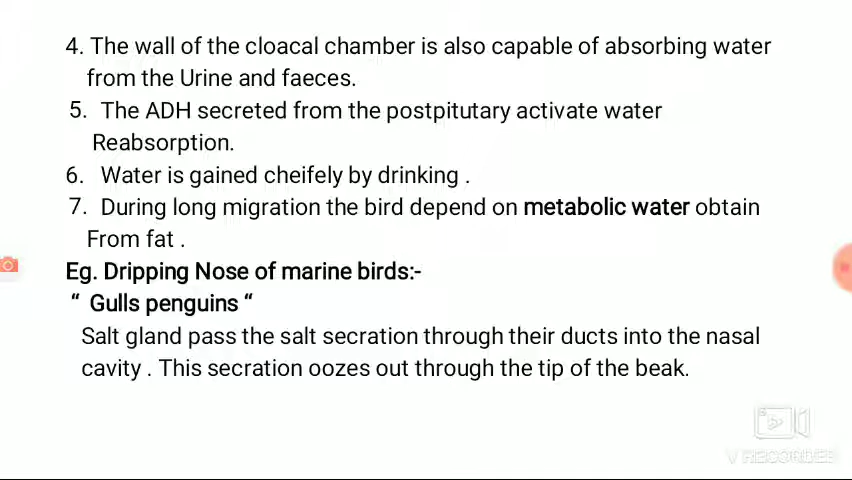 4. The wall of the cloacal chamber is also capable of absorbing water
from the Urine and faeces.
5. The ADH secreted from the postpitutary activate water
Reabsorption.
6. Water is gained cheifely by drinking .
7. During long migration the bird depend on metabolic water obtain
From fat .
Eg. Dripping Nose of marine birds:-
“ Gulls penguins “
Salt gland pass the salt secration through their ducts into the nasal
cavity . This secration oozes out through the tip of the beak.
V RECORDER